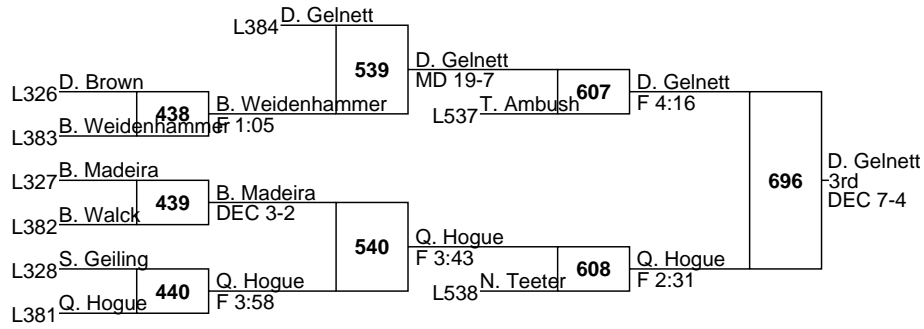 D. Gelnett
L384
539
D. Gelnett
MD 19-7
D. Brown
L326
438
B. Weidenhammer
F 1:05
B. Weidenhammer
L383
T. Ambush
L537
607
D. Gelnett
F 4:16
B. Madeira
L327
439
B. Madeira
DEC 3-2
B. Walck
L382
540
Q. Hogue
F 3:43
S. Geiling
L328
440
Q. Hogue
F 3:58
Q. Hogue
L381
N. Teeter
L538
608
Q. Hogue
F 2:31
696
D. Gelnett
3rd
DEC 7-4